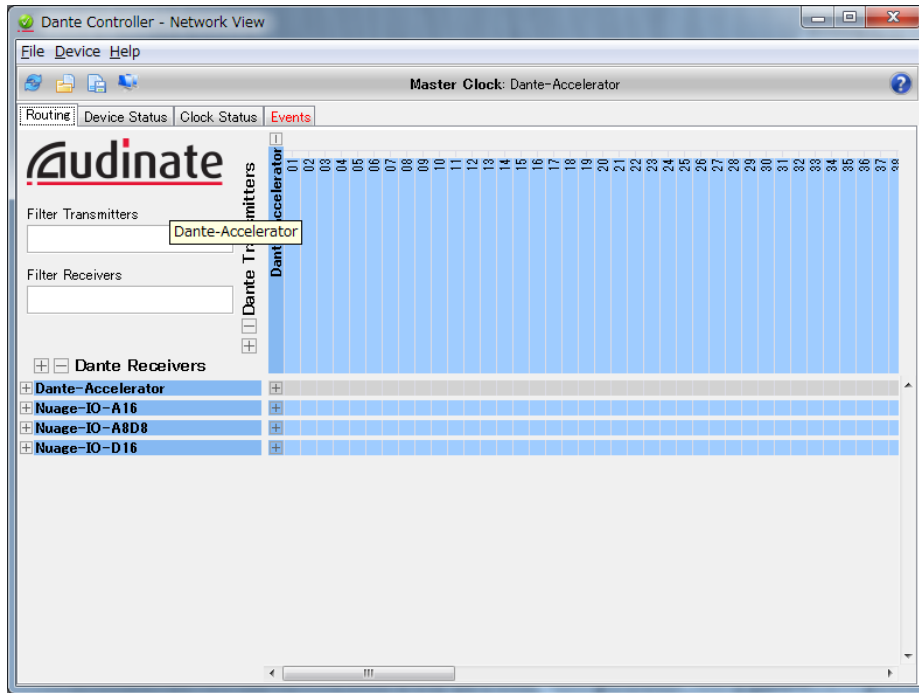 Dante Controller - Network View
File Device Help
Master Clock: Dante-Accelerator
Routing Device Status Clock Status Events
Audinate
Filter Transmitters
Dante-Accelerator
Filter Receivers
Dante Transmitters
Dante Receivers
Dante-Accelerator
01 02 03 04 05 06 07 08 09 10 11 12 13 14 15 16 17 18 19 20 21 22 23 24 25 26 27 28 29 30 31 32 33 34 35 36 37 38
Dante-Accelerator
Nuage-IO-A16
Nuage-IO-A8D8
Nuage-IO-D16